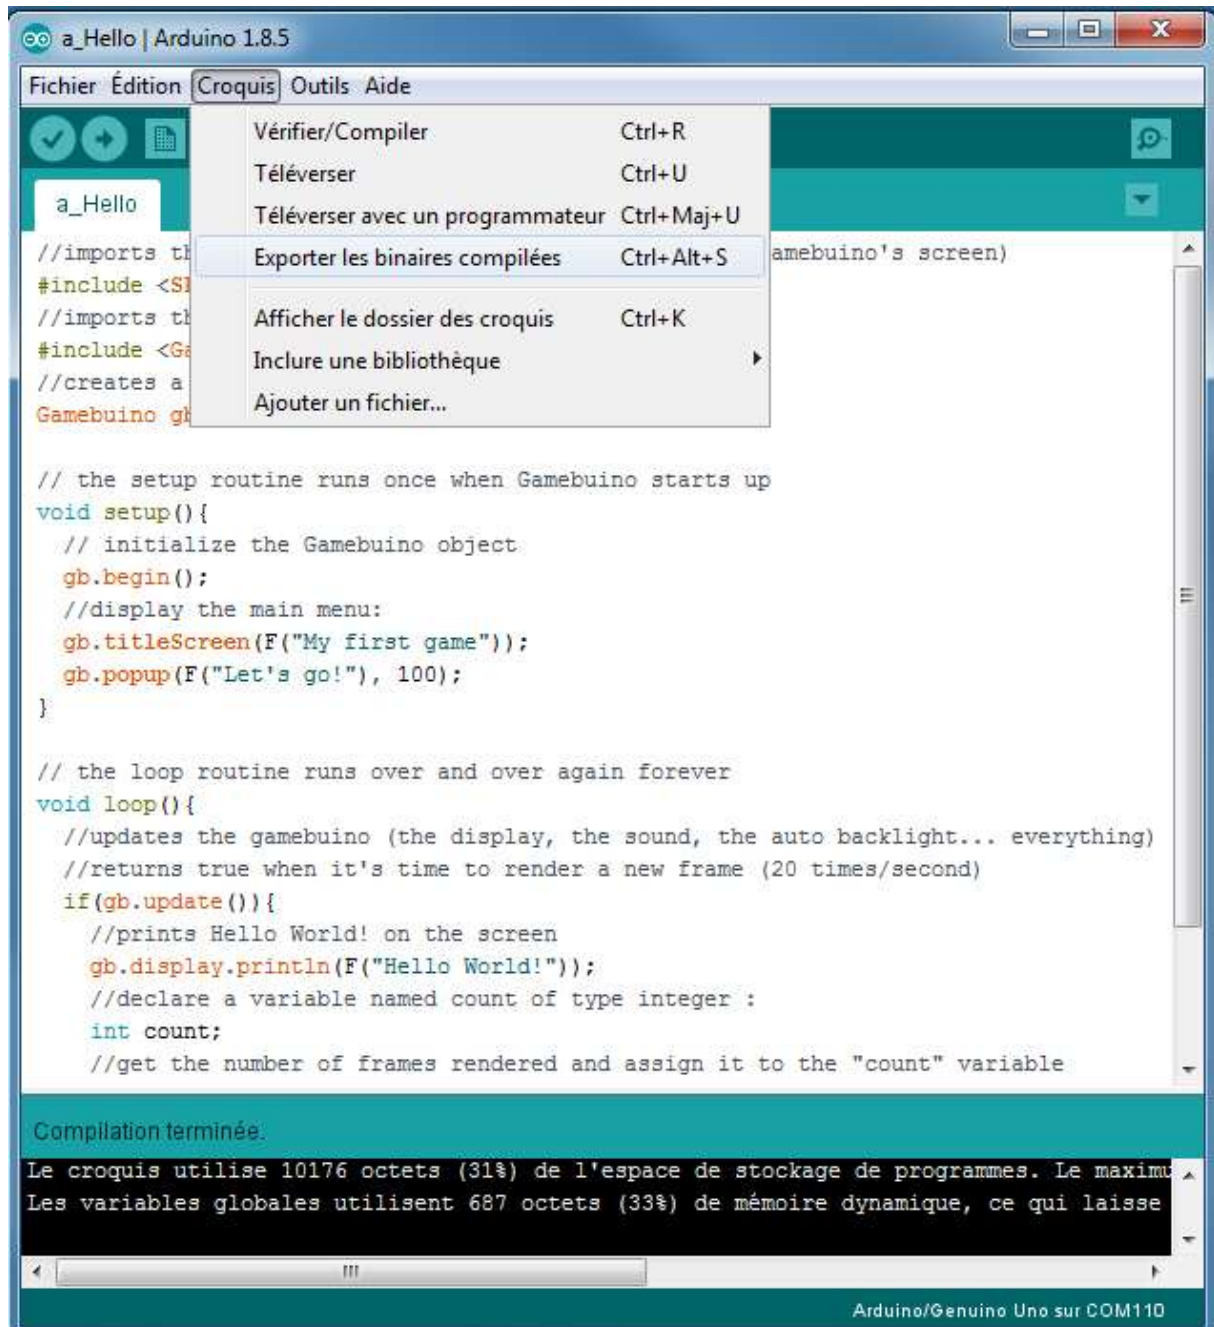 a_Hello | Arduino 1.8.5
Fichier Édition Croquis Outils Aide
Vérifier/Compiler Ctrl+R
Téléverser Ctrl+U
Téléverser avec un programmateur Ctrl+Maj+U
Exporter les binaires compilées Ctrl+Alt+S
Afficher le dossier des croquis Ctrl+K
Inclure une bibliothèque
Ajouter un fichier...
a_Hello
//imports amebuino's screen)
#include
//imports
#include
//creates a
Gamebuino
// the setup routine runs once when Gamebuino starts up
void setup(){
// initialize the Gamebuino object
gb.begin();
//display the main menu:
gb.titleScreen(F("My first game"));
gb.popup(F("Let's go!"), 100);
}
// the loop routine runs over and over again forever
void loop(){
//updates the gamebuino (the display, the sound, the auto backlight... everything)
//returns true when it's time to render a new frame (20 times/second)
if(gb.update()){
//prints Hello World! on the screen
gb.display.println(F("Hello World!"));
//declare a variable named count of type integer :
int count;
//get the number of frames rendered and assign it to the "count" variable
Compilation terminée.
Le croquis utilise 10176 octets (31%) de l'espace de stockage de programmes. Le maximu
Les variables globales utilisent 687 octets (33%) de mémoire dynamique, ce qui laisse
Arduino/Genuino Uno sur COM110